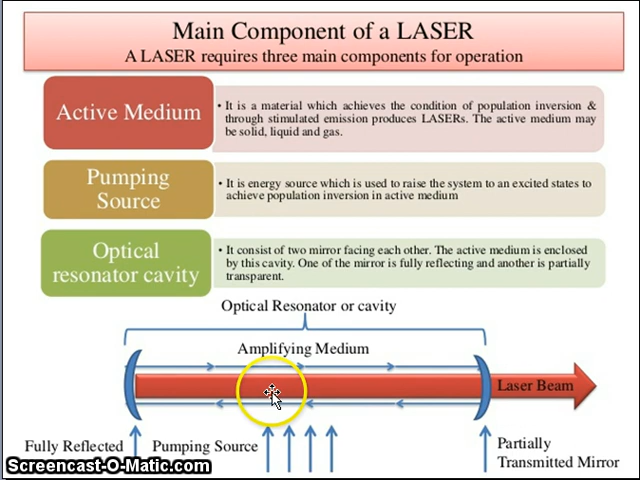 Main Component of a LASER
A LASER requires three main components for operation
Active Medium
• It is a material which achieves the condition of population inversion &
through stimulated emission produces LASERs. The active medium may
be solid, liquid and gas.
Pumping
Source
• It is energy source which is used to raise the system to an excited states to
achieve population inversion in active medium
Optical
resonator cavity
• It consist of two mirror facing each other. The active medium is enclosed
by this cavity. One of the mirror is fully reflecting and another is partially
transparent.
Optical Resonator or cavity
Amplifying Medium
Laser Beam
Fully Reflected
Pumping Source
Partially
Transmitted Mirror
Screencast-O-Matic.com